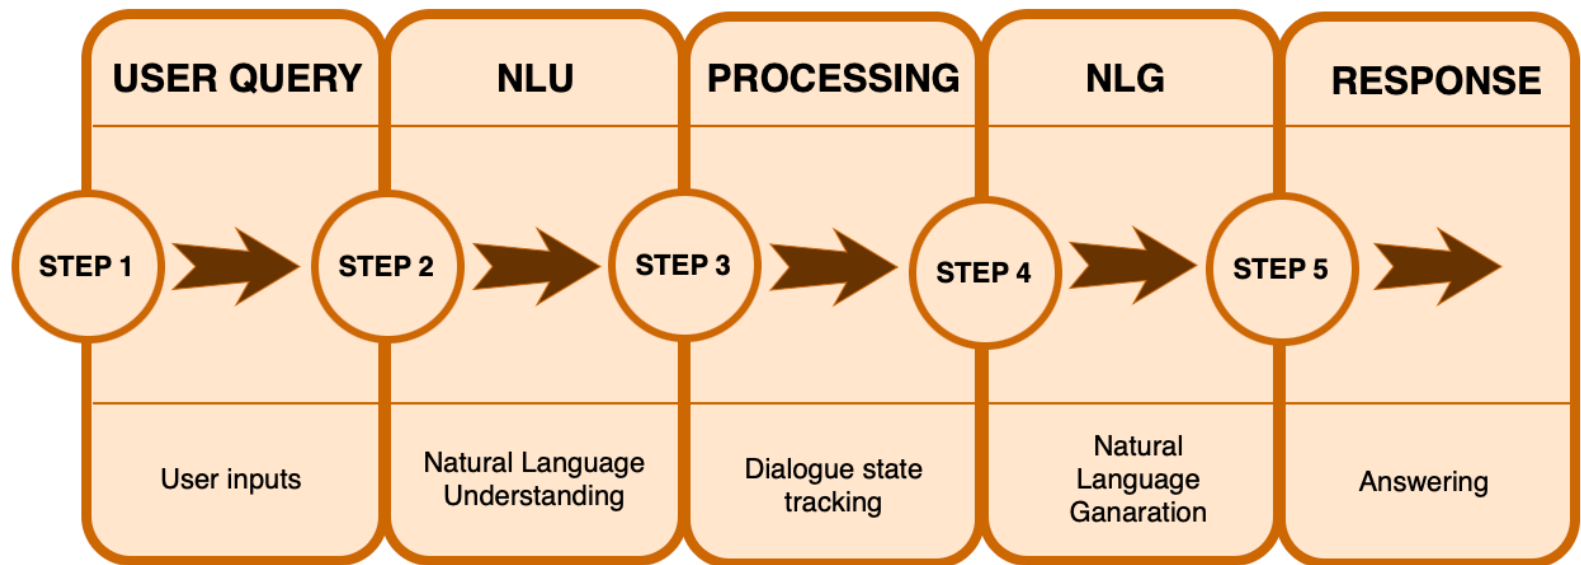 USER QUERY
NLU
PROCESSING
NLG
RESPONSE
STEP 1
STEP 2
STEP 3
STEP 4
STEP 5
User inputs
Natural Language
Understanding
Dialogue state
tracking
Natural
Language
Ganaration
Answering